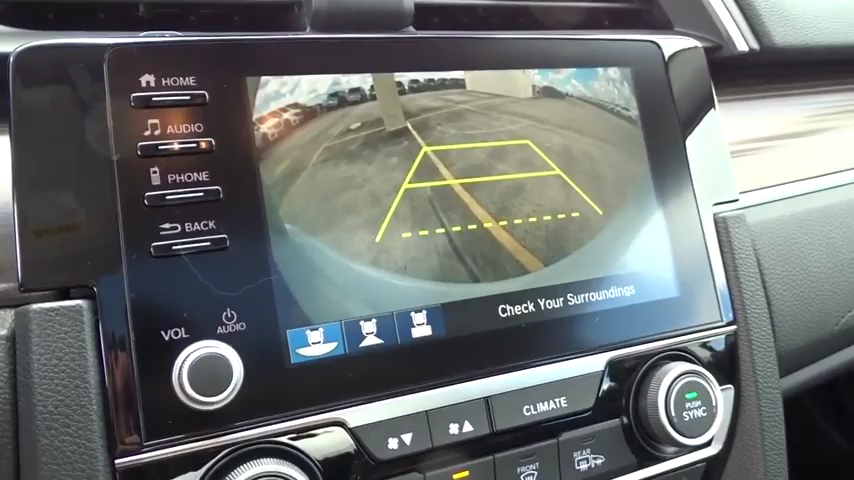 HOME
AUDIO
PHONE
BACK
VOL
AUDIO
Check Your Surroundings
CLIMATE
PUSH
SYNC
FRONT
REAR